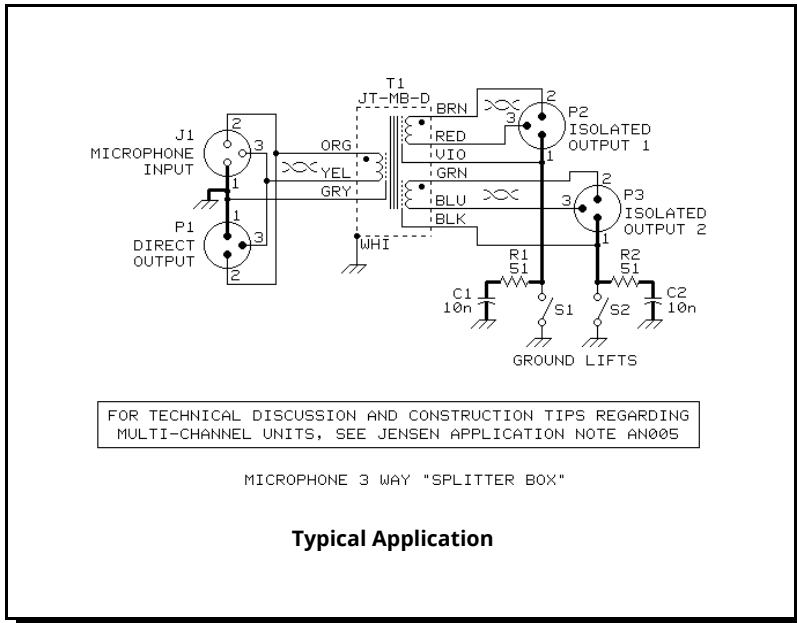 T1
JT-MB-D
J1
MICROPHONE
INPUT
2
3
1
ORG
YEL
GRY
P1
DIRECT
OUTPUT
1
3
2
WHI
BRN
RED
VIO
GRN
BLU
BLK
2
3
1
P2
ISOLATED
OUTPUT 1
2
3
1
P3
ISOLATED
OUTPUT 2
R1
51
R2
51
C1
10n
S1
S2
C2
10n
GROUND LIFTS
FOR TECHNICAL DISCUSSION AND CONSTRUCTION TIPS REGARDING
MULTI-CHANNEL UNITS, SEE JENSEN APPLICATION NOTE AN005
MICROPHONE 3 WAY "SPLITTER BOX"
Typical Application